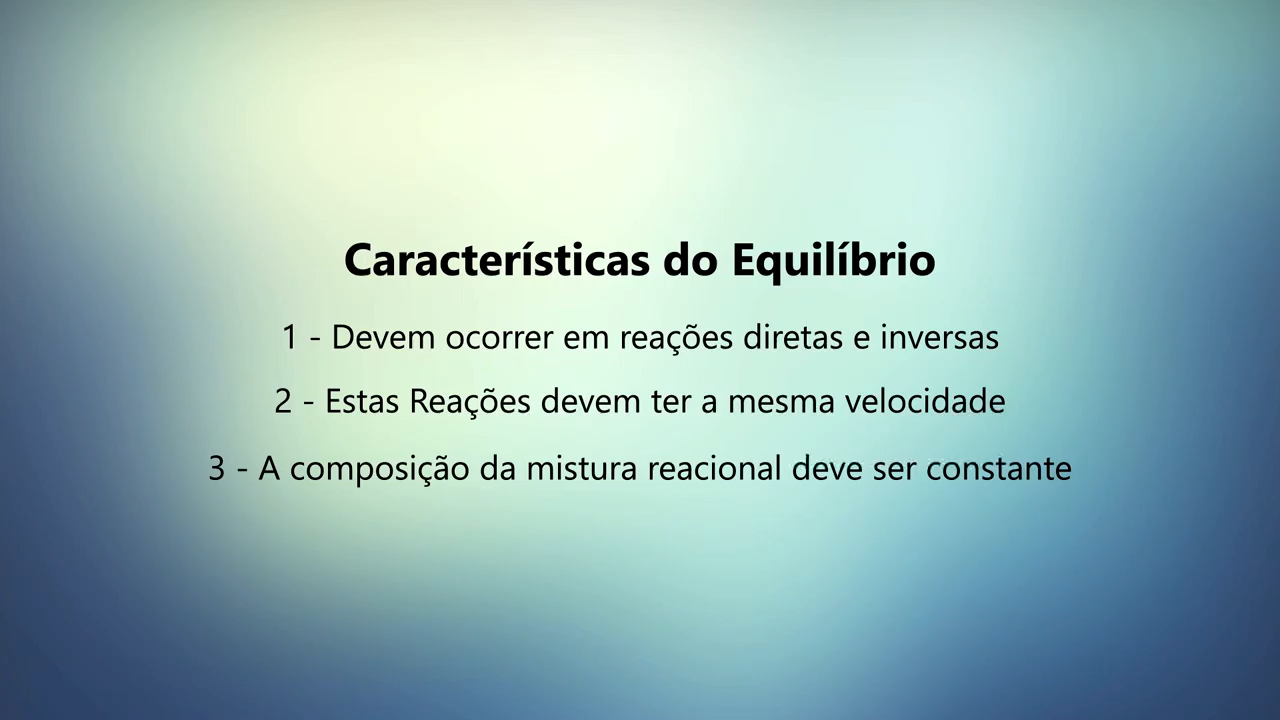 Características do Equilíbrio
1 - Devem ocorrer em reações diretas e inversas
2 - Estas Reações devem ter a mesma velocidade
3 - A composição da mistura reacional deve ser constante